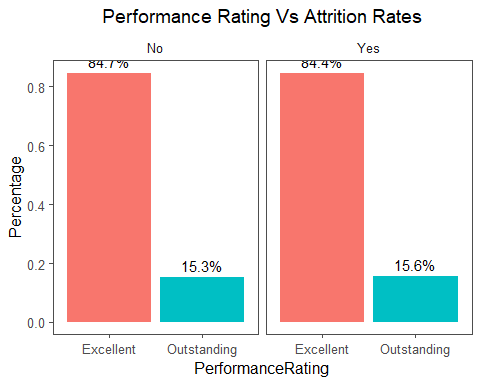 Performance Rating Vs Attrition Rates
No
Yes
84.7%
84.4%
0.8
0.6
0.4
0.2
0.0
15.3%
15.6%
Percentage
Excellent
Outstanding
Excellent
Outstanding
PerformanceRating